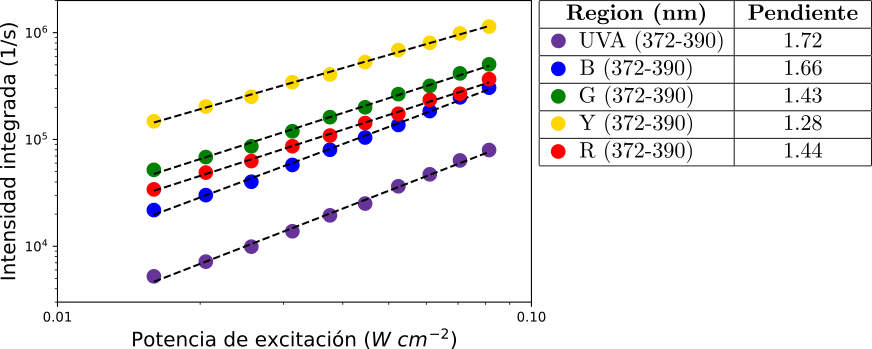 Intensidad integrada (1/s)
10⁶
10⁵
10⁴
0.01
0.10
Potencia de excitación (W cm⁻²)
Region (nm) Pendiente
UVA (372-390) 1.72
B (372-390) 1.66
G (372-390) 1.43
Y (372-390) 1.28
R (372-390) 1.44